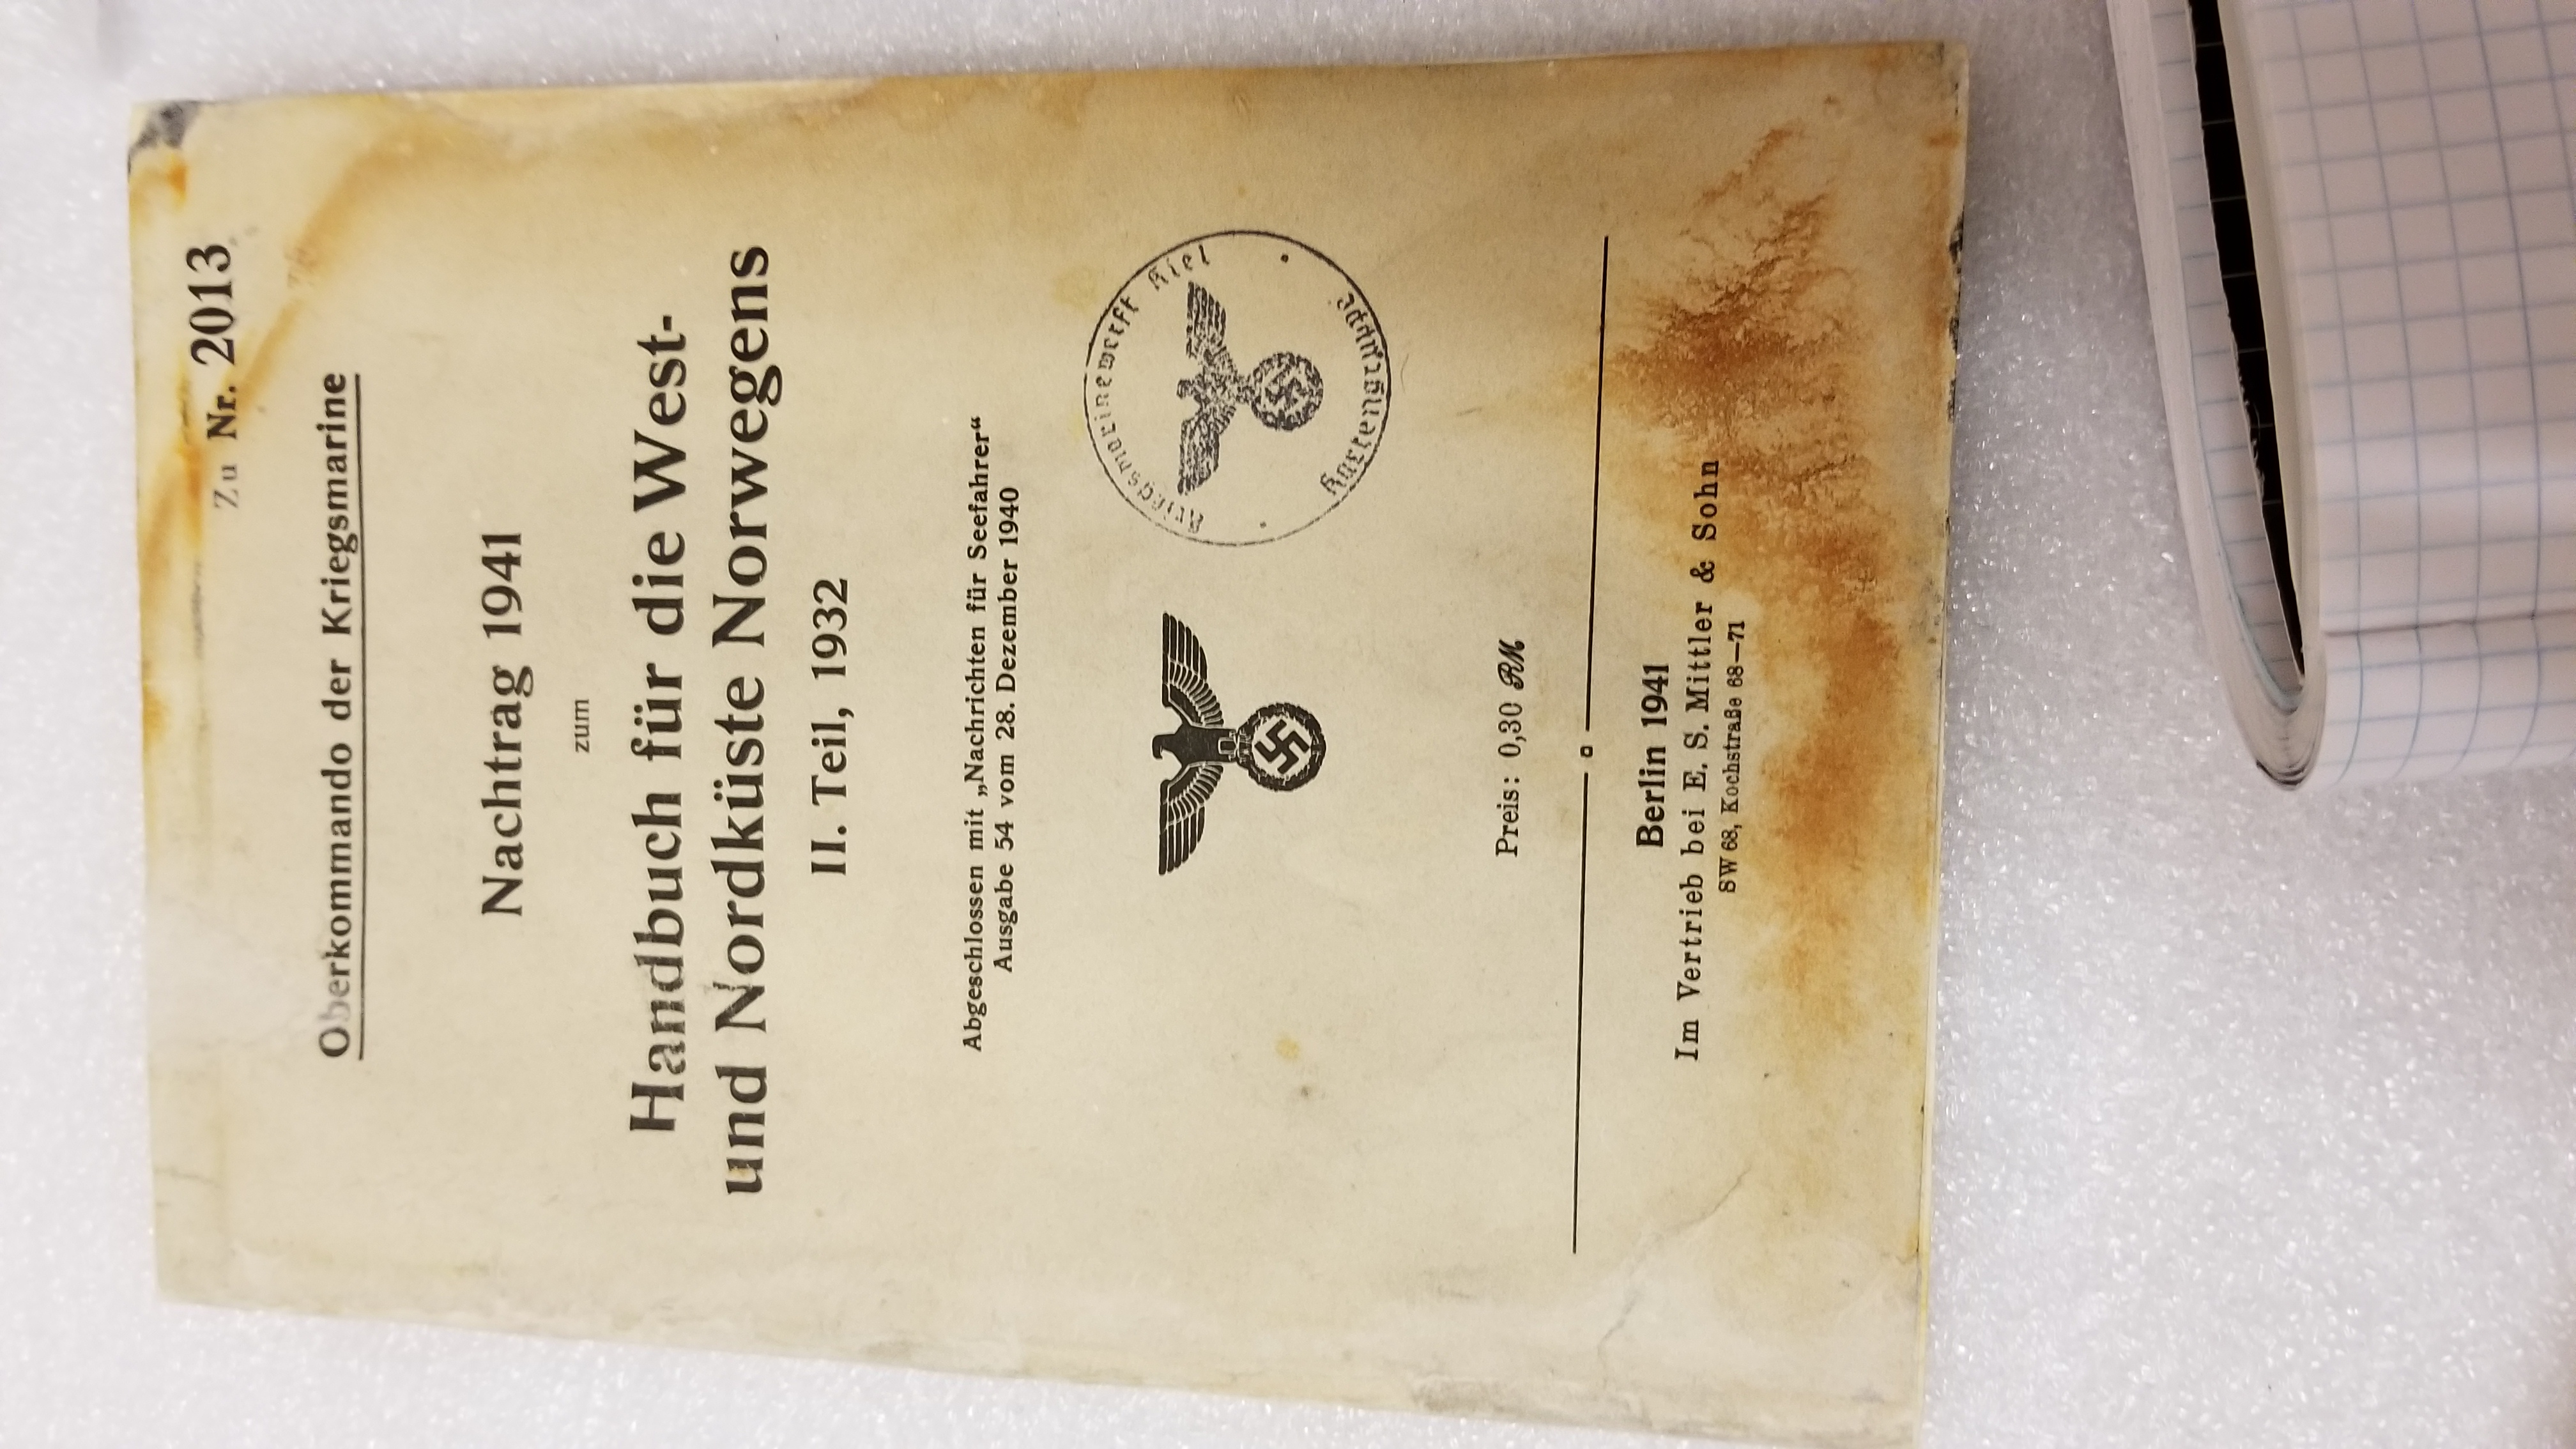 Zu Nr. 2013
Oberkommando der Kriegsmarine
Nachtrag 1941
zum
Handbuch für die West-
und Nordküste Norwegens
II. Teil, 1932
Abgeschlossen mit „Nachrichten für Seefahrer“
Ausgabe 54 vom 28. Dezember 1940
Kriegsmarinewerft Kiel
Kartengruppe
Preis: 0,30 RM
Berlin 1941
Im Vertrieb bei E. S. Mittler & Sohn
SW 68, Kochstraße 68—71